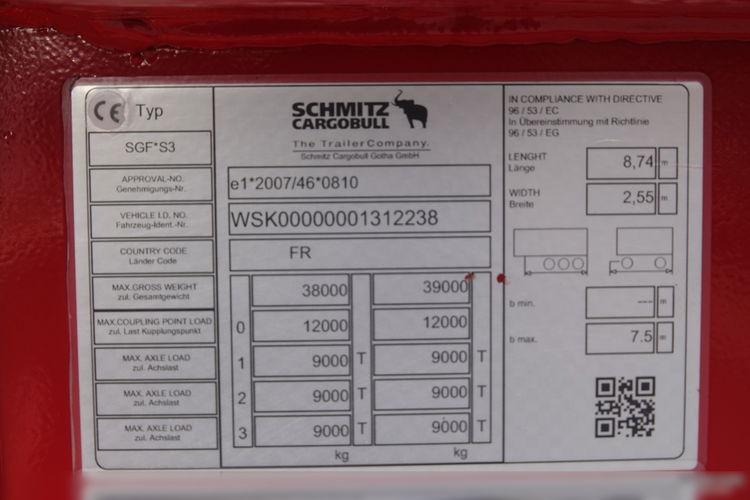 CE Typ
SGF*S3
SCHMITZ
CARGOBULL
The TrailerCompany.
Schmitz Cargobull Gotha GmbH
IN COMPLIANCE WITH DIRECTIVE
96 / 53 / EC
In Übereinstimmung mit Richtlinie
96 / 53 / EG
APPROVAL-NO.
Genehmigungs-Nr.
e1*2007/46*0810
VEHICLE I.D. NO.
Fahrzeug-Ident.-Nr.
WSK00000001312238
COUNTRY CODE
Länder Code
FR
MAX.GROSS WEIGHT
zul. Gesamtgewicht
38000 39000
MAX.COUPLING POINT LOAD
zul. Last Kupplungspunkt
0 12000 12000
MAX. AXLE LOAD
zul. Achslast
1 9000 T 9000 T
MAX. AXLE LOAD
zul. Achslast
2 9000 T 9000 T
MAX. AXLE LOAD
zul. Achslast
3 9000 T 9000 T
kg kg
LENGHT
Länge
8,74 m
WIDTH
Breite
2,55 m
b min. --- m
b max. 7.5 m